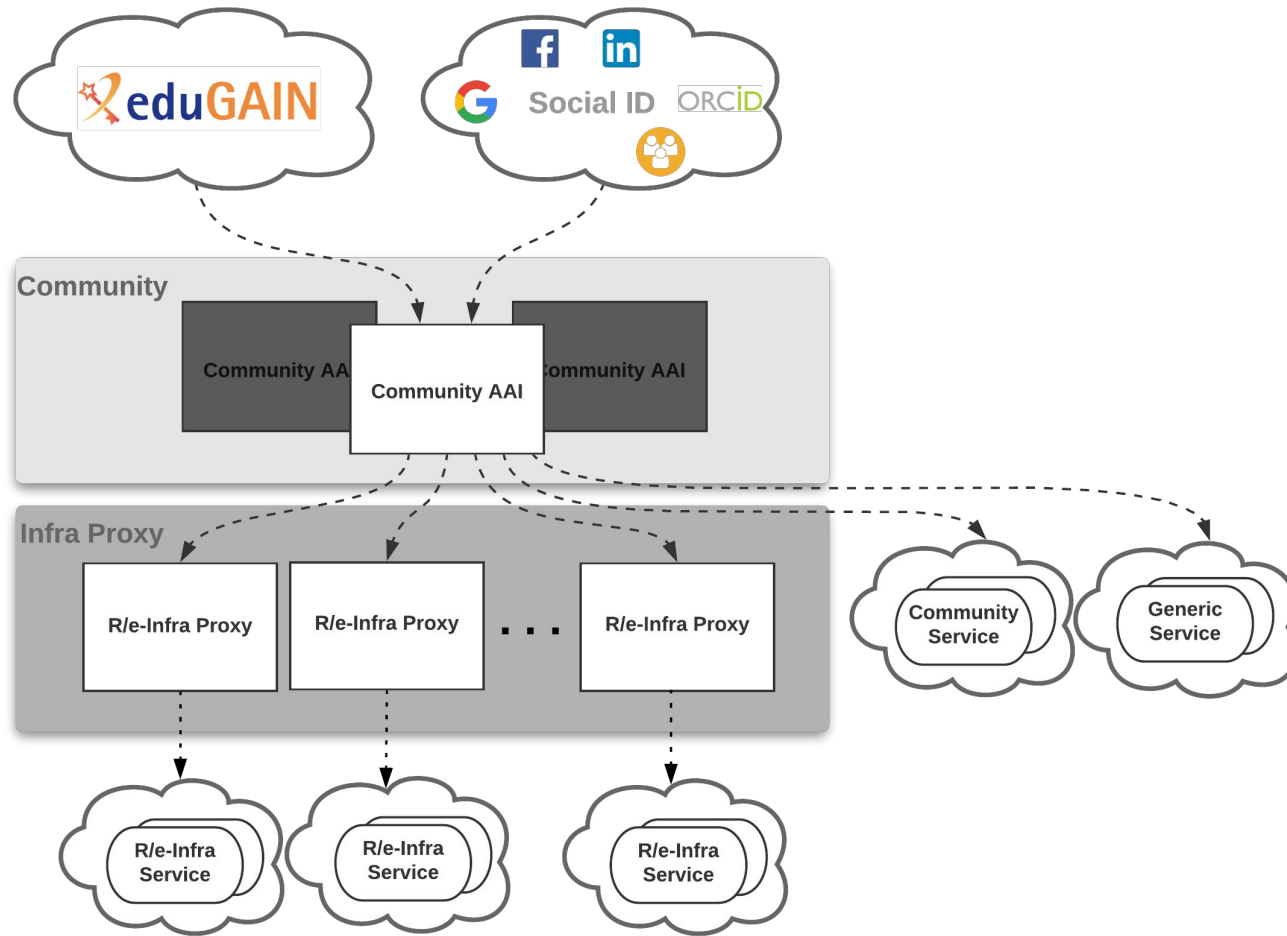 eduGAIN
Social ID
ORCID
Community
Community AA
Community AAI
Community AAI
Infra Proxy
R/e-Infra Proxy
R/e-Infra Proxy
. . .
R/e-Infra Proxy
Community
Service
Generic
Service
R/e-Infra
Service
R/e-Infra
Service
R/e-Infra
Service